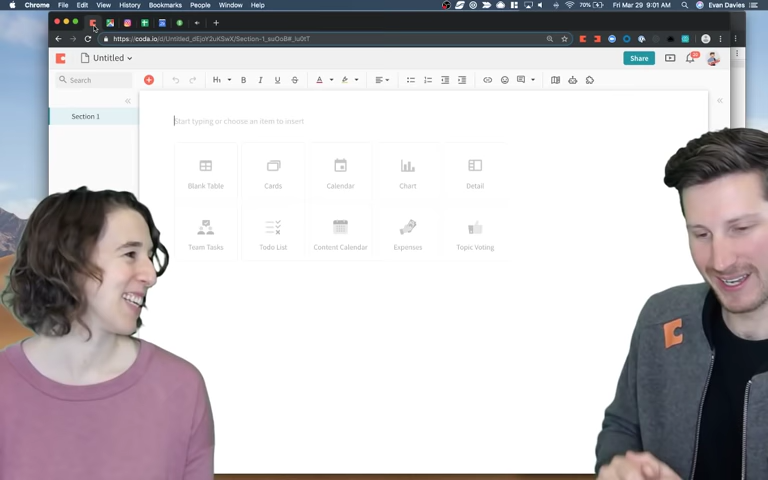 Chrome File Edit View History Bookmarks People Window Help 70% Fri Mar 29 9:01 AM Evan Davies
Untitled
Share
Search
H1 B I U S A
Section 1
Start typing or choose an item to insert
Blank Table Cards Calendar Chart Detail
Team Tasks Todo List Content Calendar Expenses Topic Voting